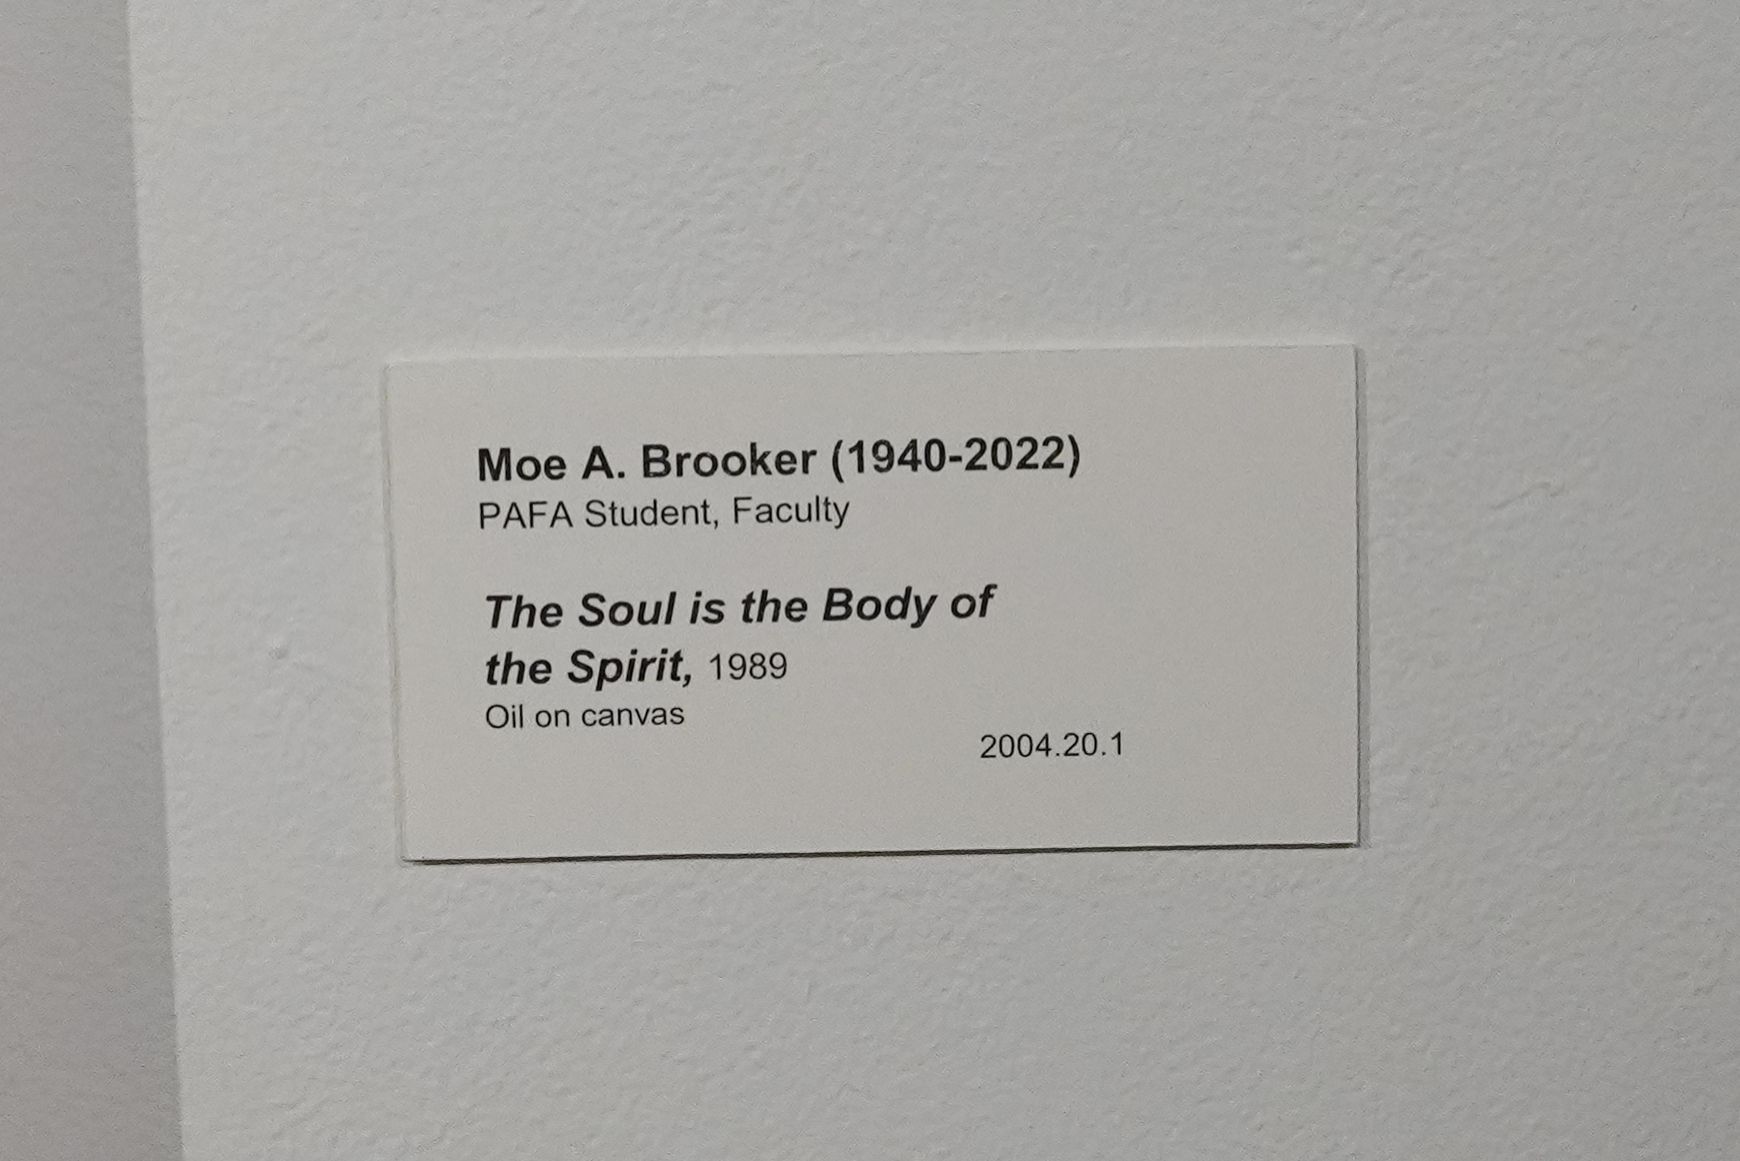 Moe A. Brooker (1940-2022)
PAFA Student, Faculty
The Soul is the Body of
the Spirit, 1989
Oil on canvas
2004.20.1